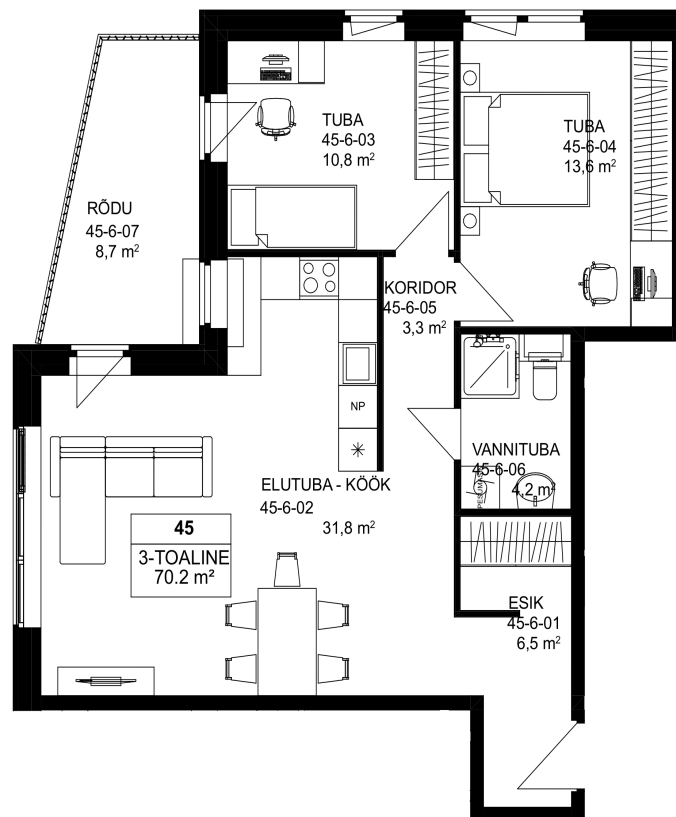 TUBA
45-6-03
10,8 m²
TUBA
45-6-04
13,6 m²
RÕDU
45-6-07
8,7 m²
KORIDOR
45-6-05
3,3 m²
NP
VANNITUBA
45-6-06
4,2 m²
ELUTUBA - KÖÖK
45-6-02
31,8 m²
45
3-TOALINE
70.2 m²
ESIK
45-6-01
6,5 m²